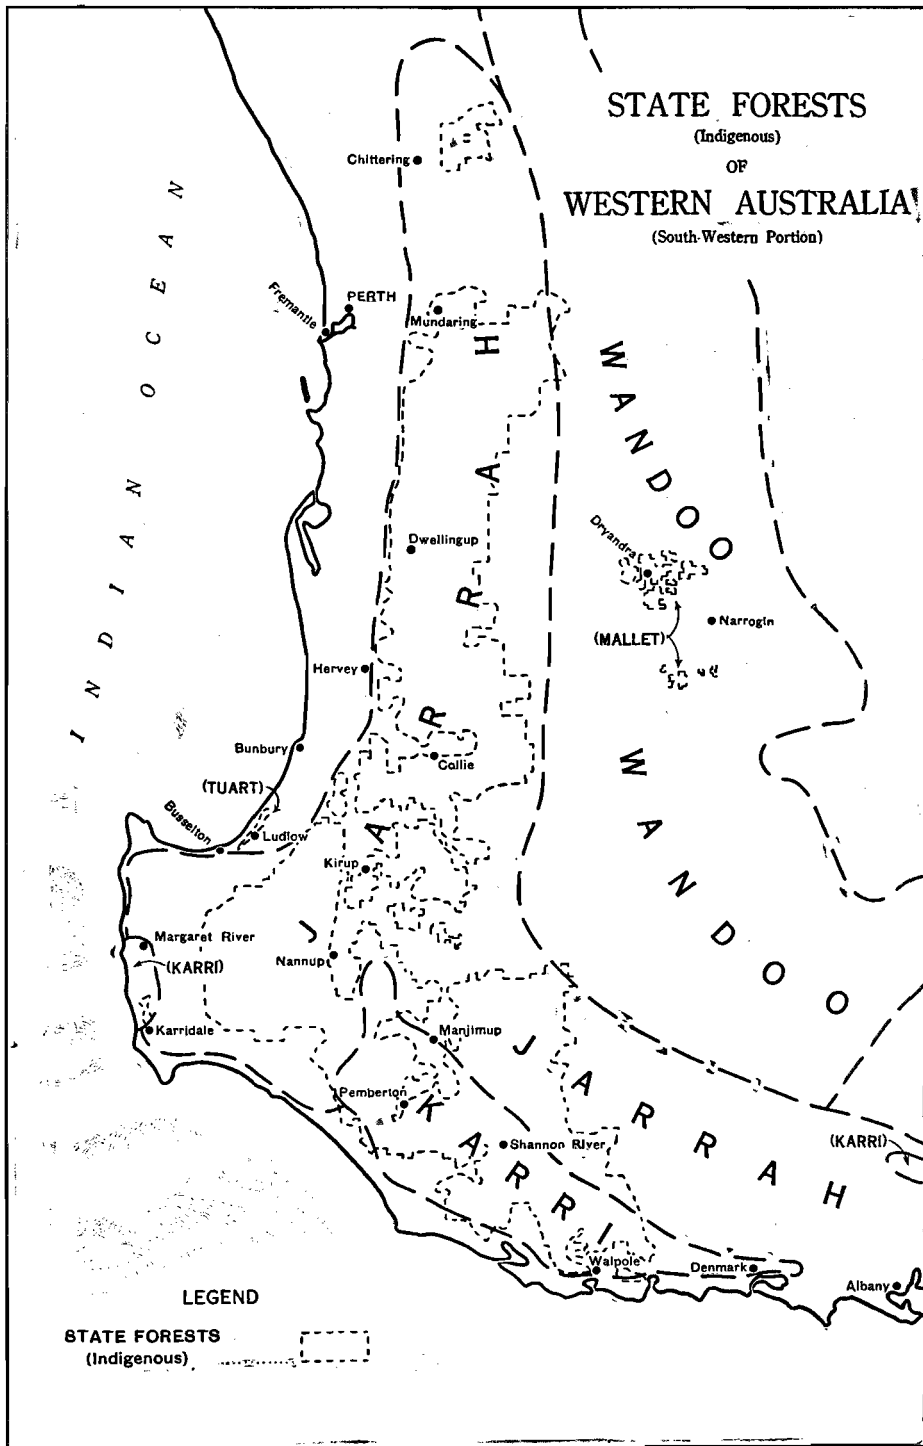 STATE FORESTS
(Indigenous)
OF
WESTERN AUSTRALIA
(South-Western Portion)
INDIAN OCEAN
Chittering
PERTH
Fremantle
Mundaring
JARRAH
WANDOO
Dwellingup
Dryandra
(MALLET)
Narrogin
Hervey
Bunbury
Collie
(TUART)
Busselton
Ludlow
WANDOO
Kirup
Margaret River
(KARRI)
Nannup
Karridale
Manjimup
JARRAH
Pemberton
KARRI
Shannon River
(KARRI)
Walpole
Denmark
Albany
LEGEND
STATE FORESTS
(Indigenous)